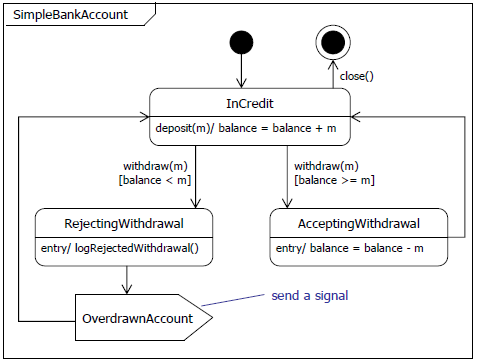 SimpleBankAccount
close()
InCredit
deposit(m)/ balance = balance + m
withdraw(m)
[balance < m]
withdraw(m)
[balance >= m]
RejectingWithdrawal
entry/ logRejectedWithdrawal()
AcceptingWithdrawal
entry/ balance = balance - m
send a signal
OverdrawnAccount